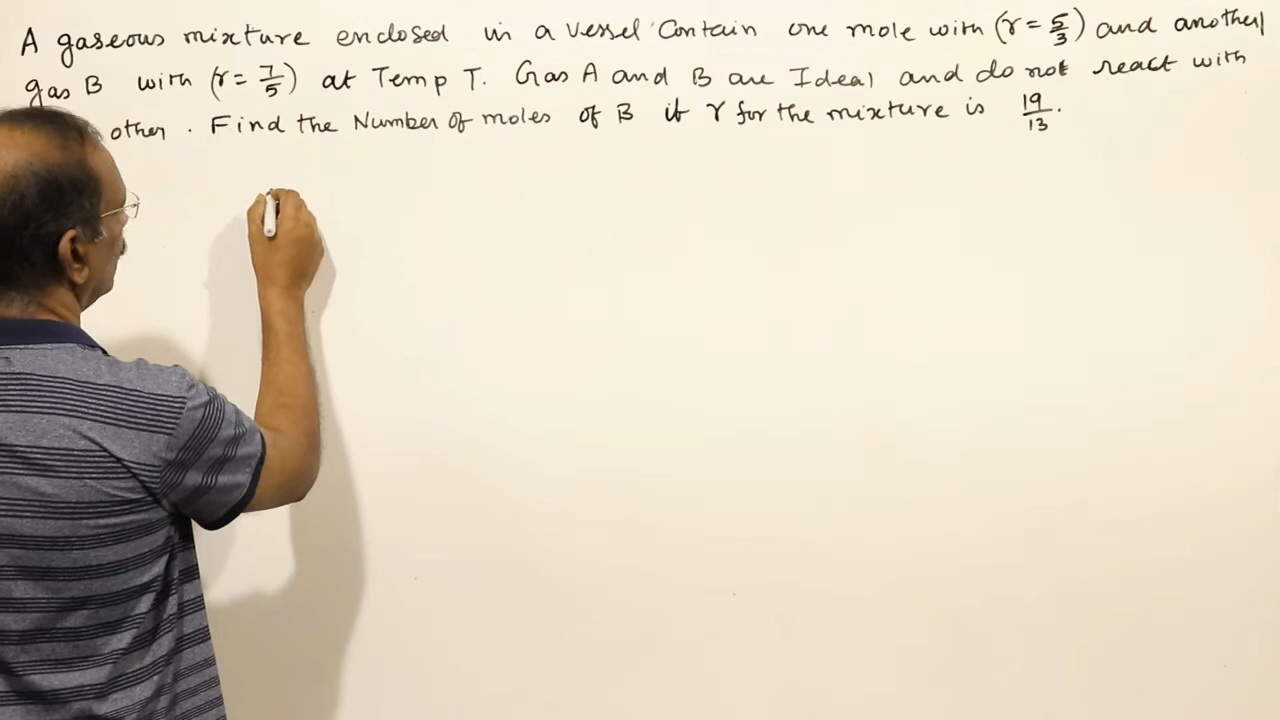 A gaseous mixture enclosed in a vessel Contain one mole with (γ = 5/3) and another
gas B with (γ = 7/5) at Temp T. Gas A and B are Ideal and do not react with
other. Find the Number of moles of B if γ for the mixture is 19/13.